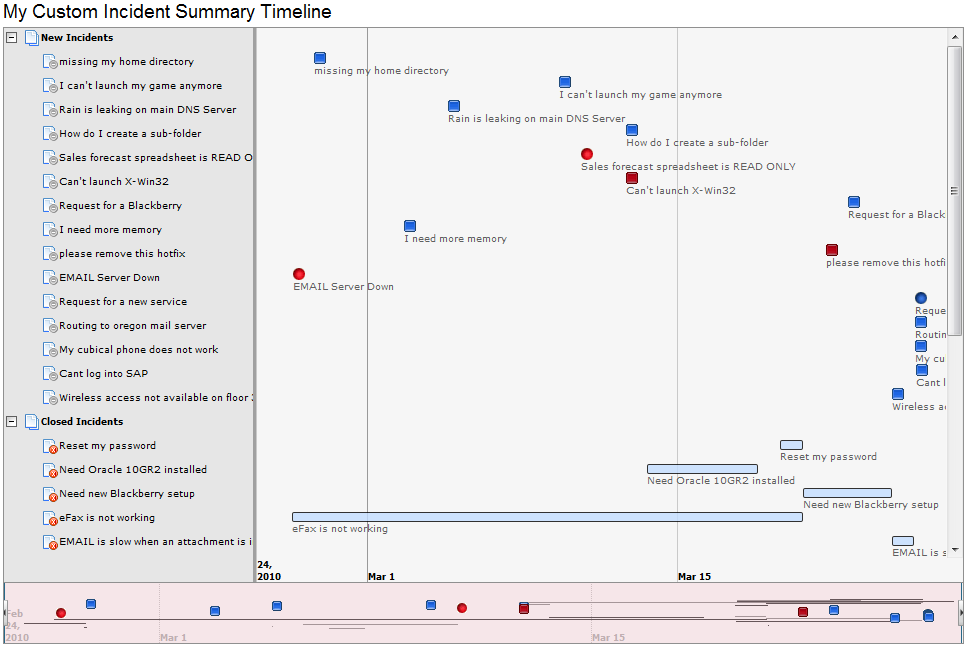 My Custom Incident Summary Timeline
New Incidents
missing my home directory
I can't launch my game anymore
Rain is leaking on main DNS Server
How do I create a sub-folder
Sales forecast spreadsheet is READ O
Can't launch X-Win32
Request for a Blackberry
I need more memory
please remove this hotfix
EMAIL Server Down
Request for a new service
Routing to oregon mail server
My cubical phone does not work
Cant log into SAP
Wireless access not available on floor
Closed Incidents
Reset my password
Need Oracle 10GR2 installed
Need new Blackberry setup
eFax is not working
EMAIL is slow when an attachment is i
missing my home directory
I can't launch my game anymore
Rain is leaking on main DNS Server
How do I create a sub-folder
Sales forecast spreadsheet is READ ONLY
Can't launch X-Win32
Request for a Black
I need more memory
please remove this hotfi
EMAIL Server Down
Reque
Routin
My cu
Cant l
Wireless a
Reset my password
Need Oracle 10GR2 installed
Need new Blackberry setup
eFax is not working
EMAIL is s
24,
2010
Mar 1
Mar 15
Feb
24,
2010
Mar 1
Mar 15